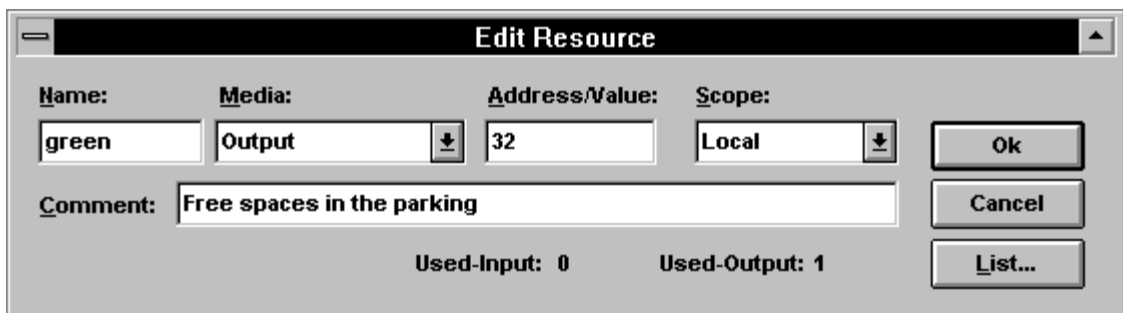 Edit Resource
Name: Media: Address/Value: Scope:
green Output 32 Local Ok
Comment: Free spaces in the parking Cancel
Used-Input: 0 Used-Output: 1 List...